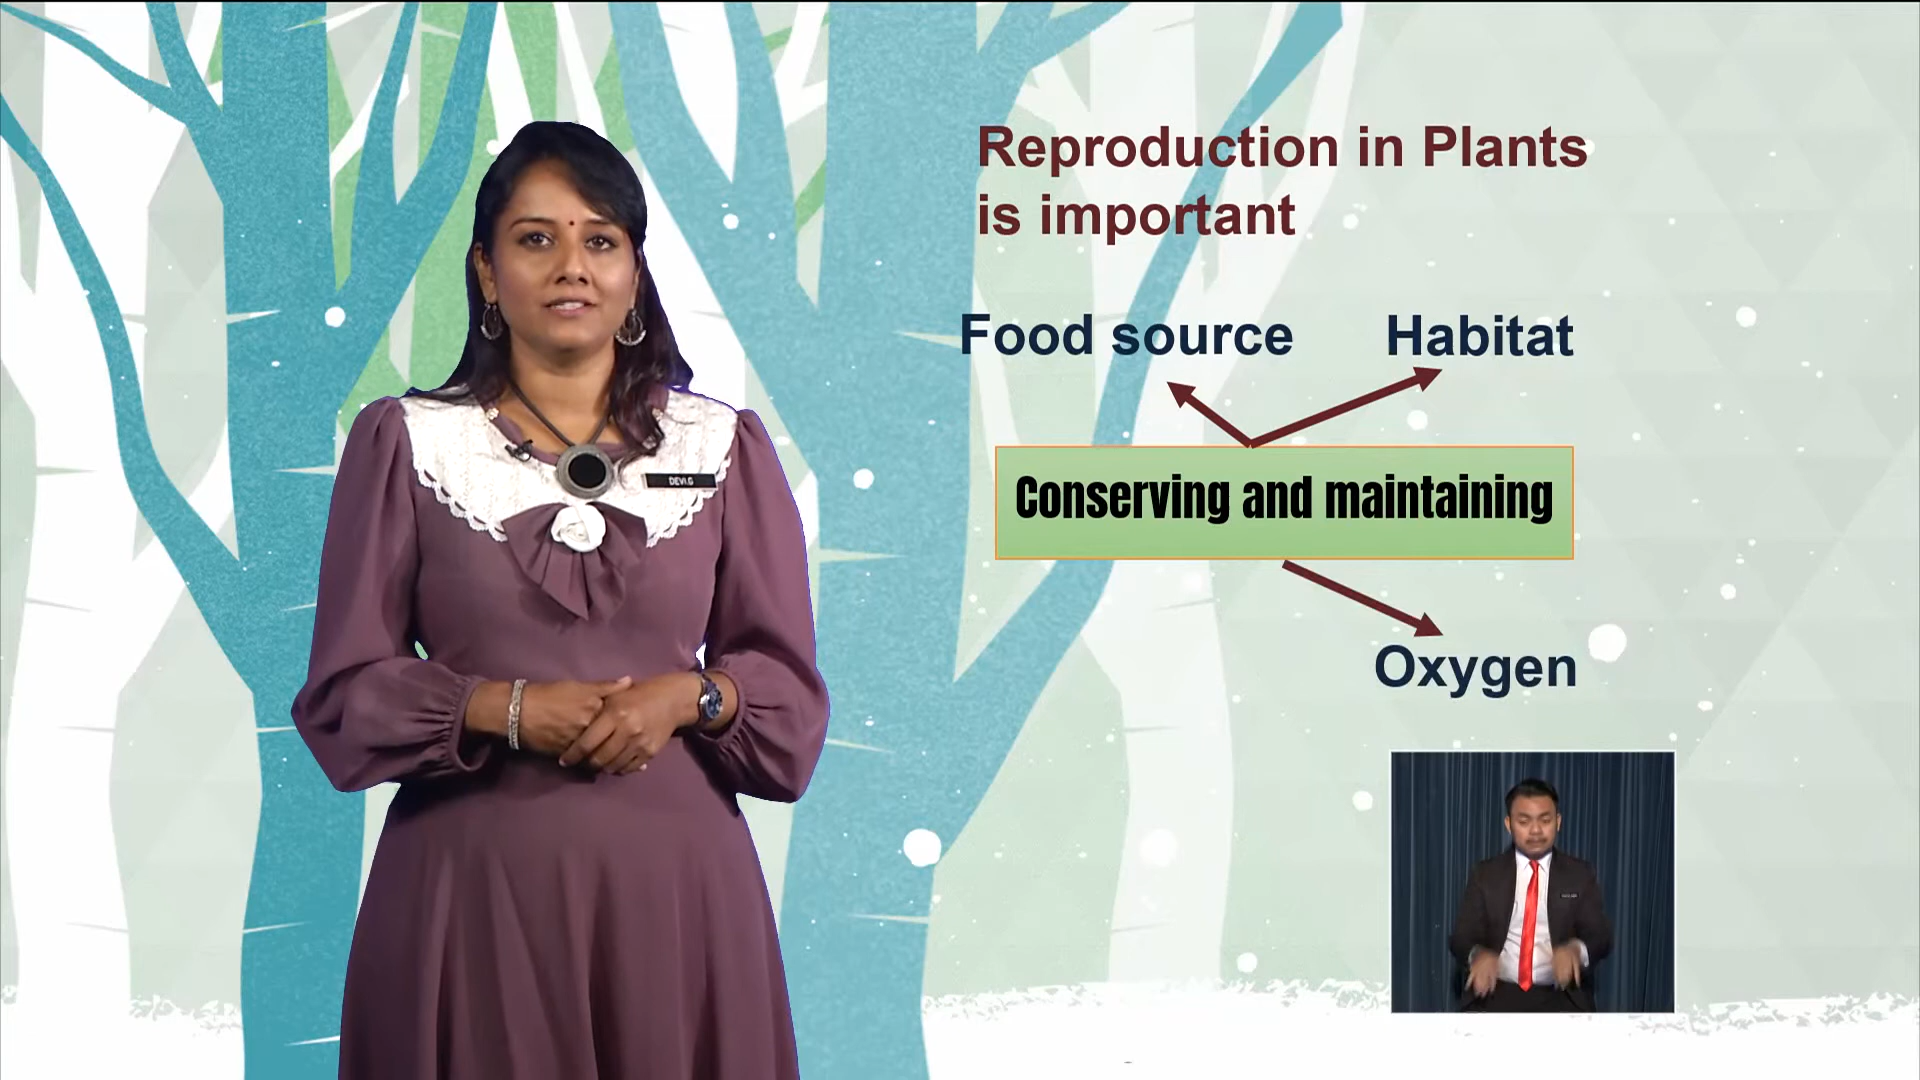 Reproduction in Plants
is important
Food source
Habitat
Conserving and maintaining
Oxygen
DEVI.G